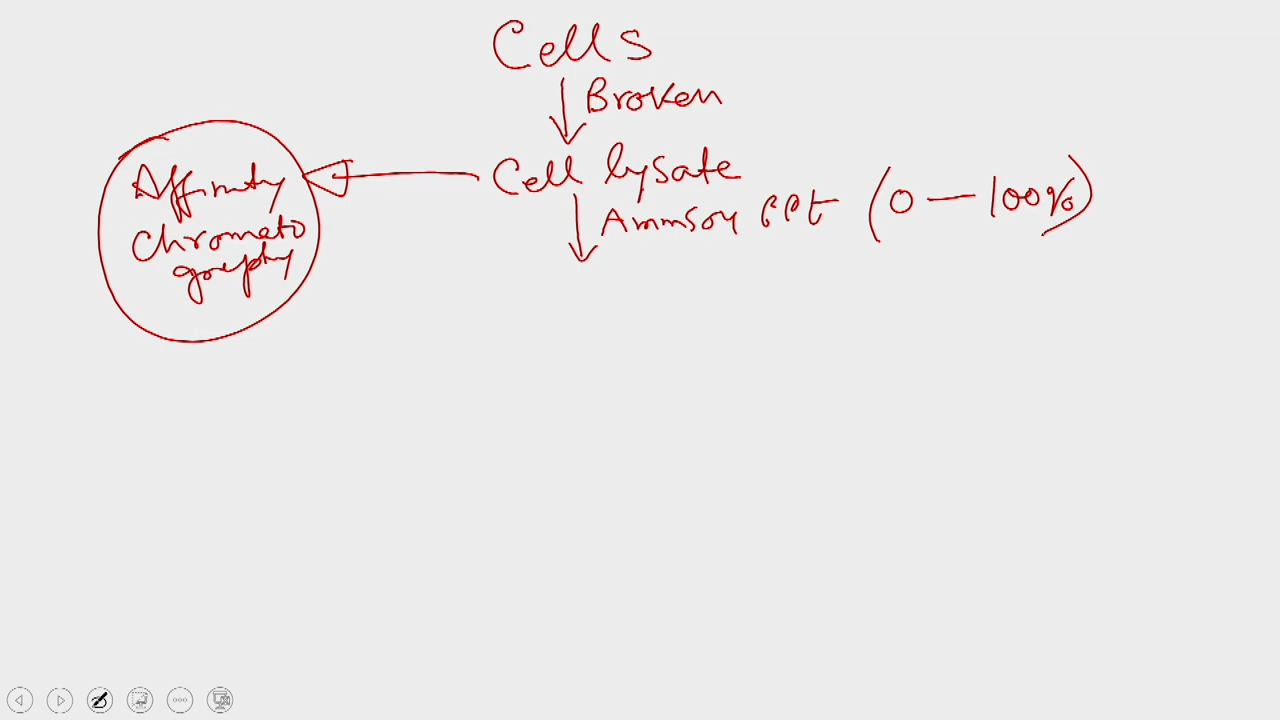 Cells
Broken
Cell lysate
AmmSO4 PPt (0 — 100%)
Affinity
Chromato
graphy